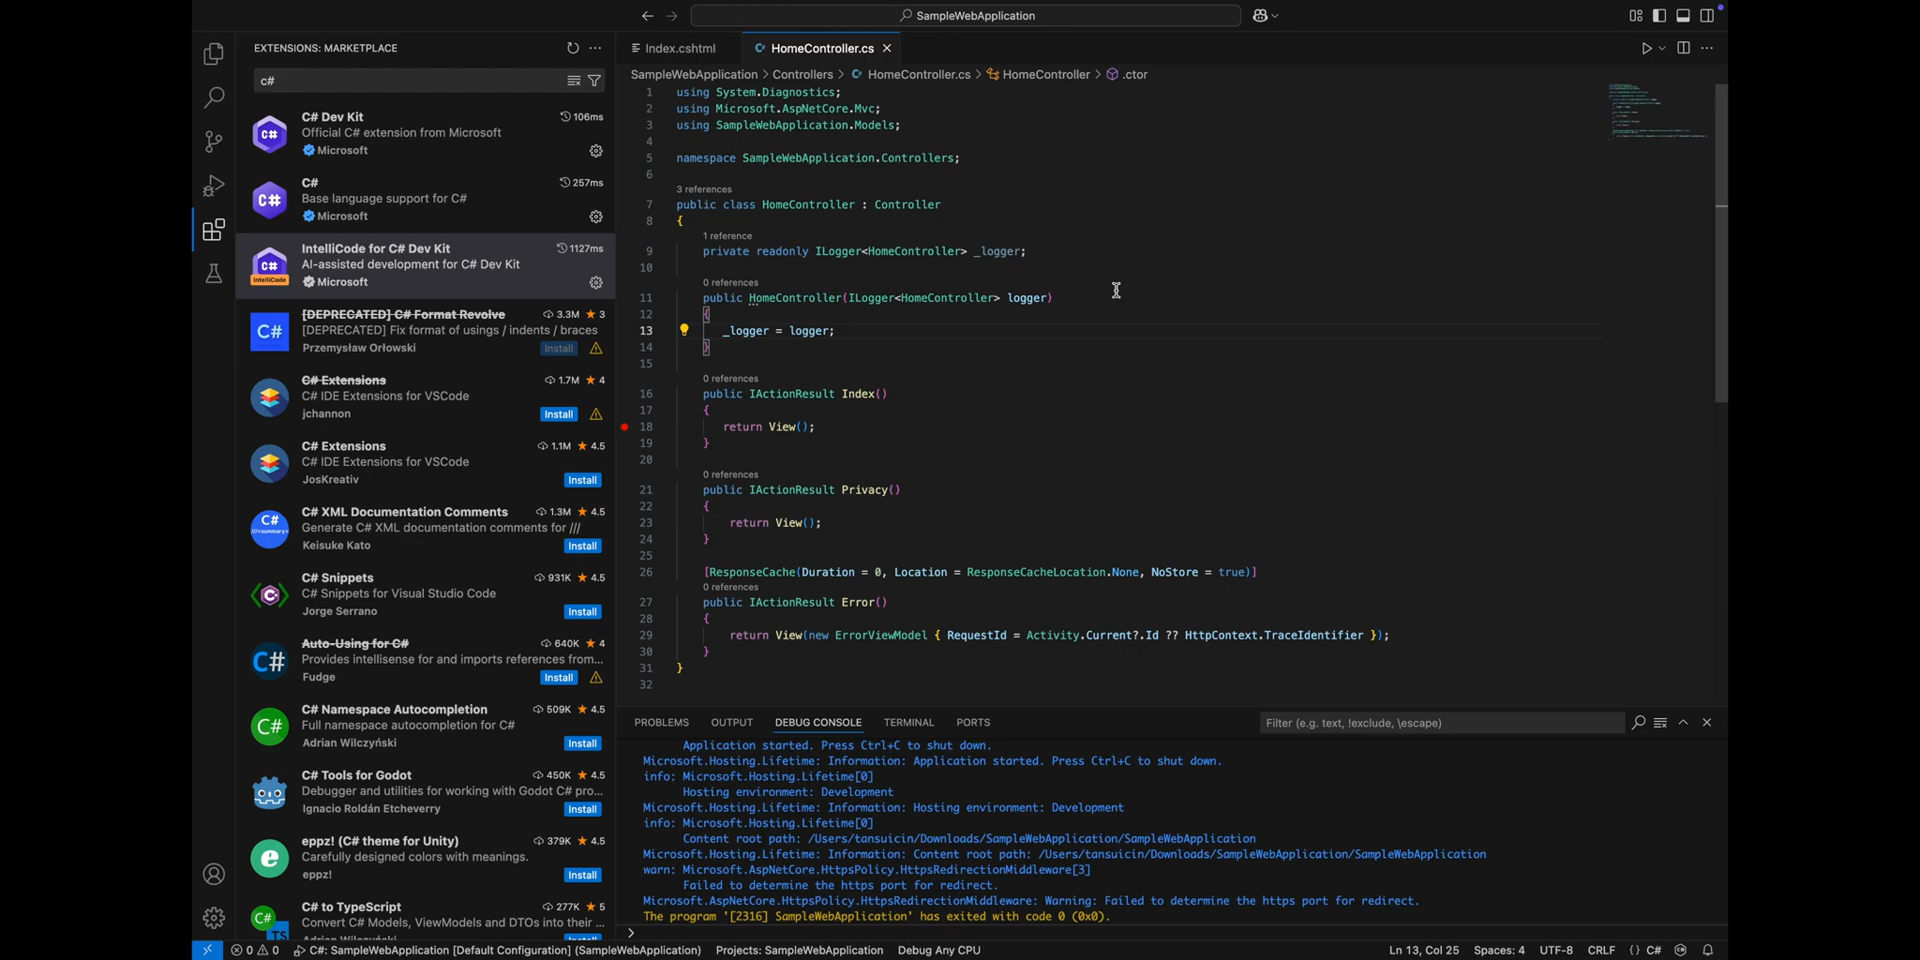 SampleWebApplication
EXTENSIONS: MARKETPLACE
c#
C# Dev Kit 106ms
Official C# extension from Microsoft
Microsoft
C# 257ms
Base language support for C#
Microsoft
IntelliCode for C# Dev Kit 1127ms
AI-assisted development for C# Dev Kit
Microsoft
[DEPRECATED] C# Format Revolve 3.3M ★ 3
[DEPRECATED] Fix format of usings / indents / braces
Przemysław Orłowski Install
C# Extensions 1.7M ★ 4
C# IDE Extensions for VSCode
jchannon Install
C# Extensions 1.1M ★ 4.5
C# IDE Extensions for VSCode
JosKreativ Install
C# XML Documentation Comments 1.3M ★ 4.5
Generate C# XML documentation comments for ///
Keisuke Kato Install
C# Snippets 931K ★ 4.5
C# Snippets for Visual Studio Code
Jorge Serrano Install
Auto-Using for C# 640K ★ 4
Provides intellisense for and imports references from...
Fudge Install
C# Namespace Autocompletion 509K ★ 4.5
Full namespace autocompletion for C#
Adrian Wilczyński Install
C# Tools for Godot 450K ★ 4.5
Debugger and utilities for working with Godot C# pro...
Ignacio Roldán Etcheverry Install
eppz! (C# theme for Unity) 379K ★ 4.5
Carefully designed colors with meanings.
eppz! Install
C# to TypeScript 277K ★ 5
Convert C# Models, ViewModels and DTOs into their ...
Adrian Wilczyński Install
Index.cshtml HomeController.cs
SampleWebApplication > Controllers > HomeController.cs > HomeController > .ctor
1 using System.Diagnostics;
2 using Microsoft.AspNetCore.Mvc;
3 using SampleWebApplication.Models;
4
5 namespace SampleWebApplication.Controllers;
6
3 references
7 public class HomeController : Controller
8 {
1 reference
9 private readonly ILogger<HomeController> _logger;
10
0 references
11 public HomeController(ILogger<HomeController> logger)
12 {
13 _logger = logger;
14 }
15
0 references
16 public IActionResult Index()
17 {
18 return View();
19 }
20
0 references
21 public IActionResult Privacy()
22 {
23 return View();
24 }
25
26 [ResponseCache(Duration = 0, Location = ResponseCacheLocation.None, NoStore = true)]
0 references
27 public IActionResult Error()
28 {
29 return View(new ErrorViewModel { RequestId = Activity.Current?.Id ?? HttpContext.TraceIdentifier });
30 }
31 }
32
PROBLEMS OUTPUT DEBUG CONSOLE TERMINAL PORTS Filter (e.g. text, !exclude, \escape)
Application started. Press Ctrl+C to shut down.
Microsoft.Hosting.Lifetime: Information: Application started. Press Ctrl+C to shut down.
info: Microsoft.Hosting.Lifetime[0]
Hosting environment: Development
Microsoft.Hosting.Lifetime: Information: Hosting environment: Development
info: Microsoft.Hosting.Lifetime[0]
Content root path: /Users/tansuicin/Downloads/SampleWebApplication/SampleWebApplication
Microsoft.Hosting.Lifetime: Information: Content root path: /Users/tansuicin/Downloads/SampleWebApplication/SampleWebApplication
warn: Microsoft.AspNetCore.HttpsPolicy.HttpsRedirectionMiddleware[3]
Failed to determine the https port for redirect.
Microsoft.AspNetCore.HttpsPolicy.HttpsRedirectionMiddleware: Warning: Failed to determine the https port for redirect.
The program '[2316] SampleWebApplication' has exited with code 0 (0x0).
>
0 0 C#: SampleWebApplication [Default Configuration] (SampleWebApplication) Projects: SampleWebApplication Debug Any CPU Ln 13, Col 25 Spaces: 4 UTF-8 CRLF {} C#